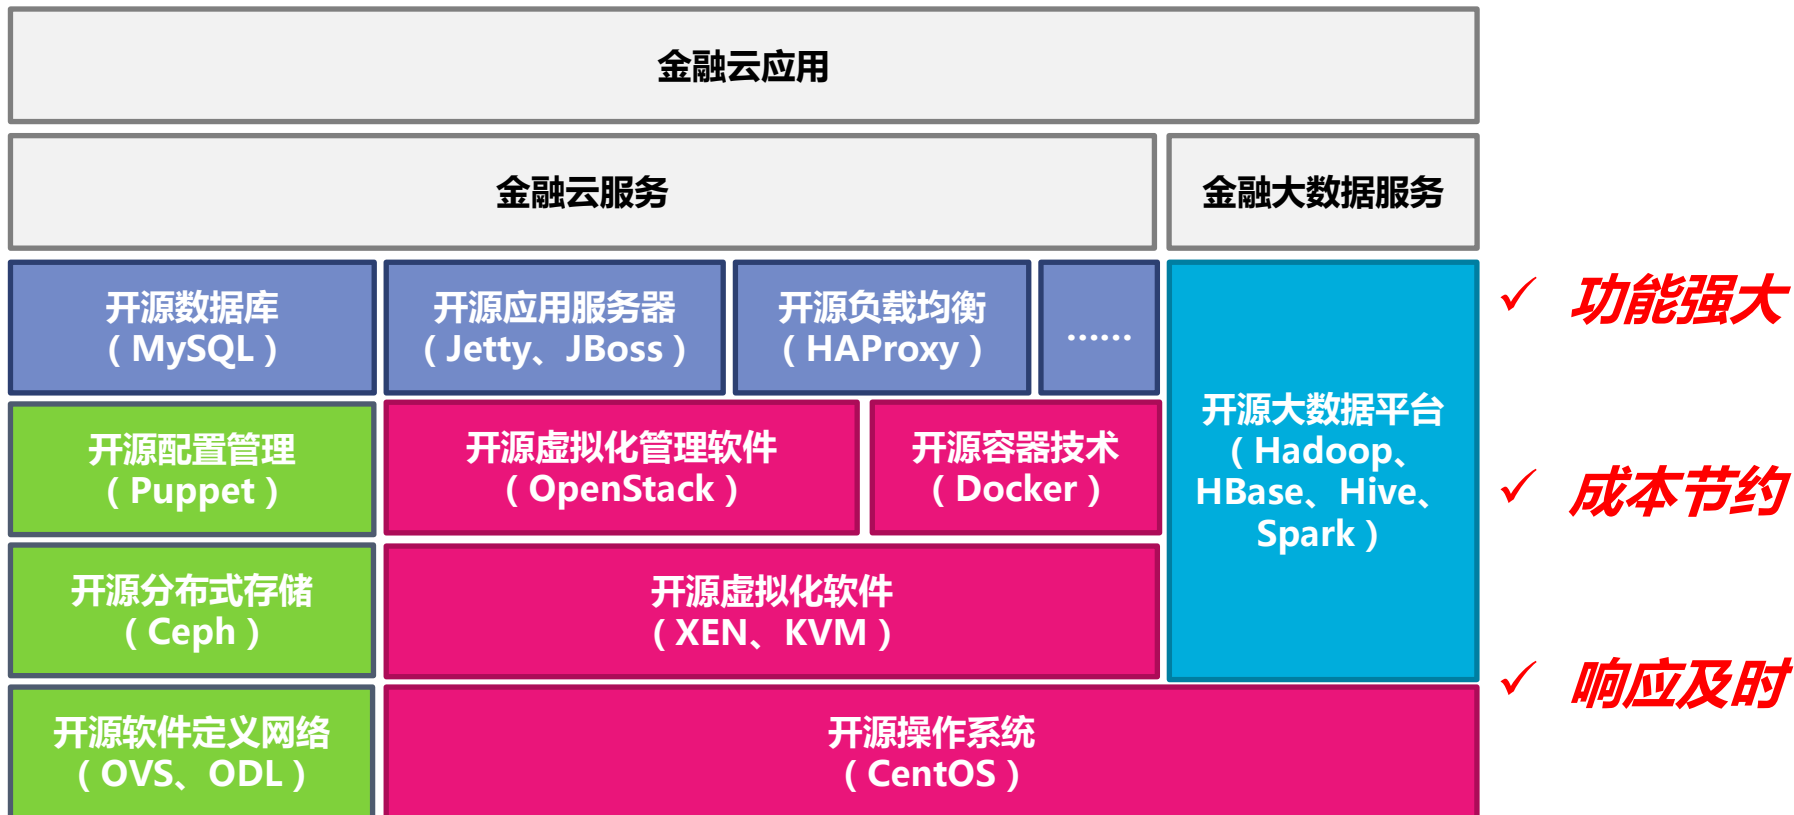 金融云应用
金融云服务
金融大数据服务
开源数据库
（MySQL）
开源应用服务器
（Jetty、JBoss）
开源负载均衡
（HAProxy）
……
开源大数据平台
（Hadoop、
HBase、Hive、
Spark）
开源配置管理
（Puppet）
开源虚拟化管理软件
（OpenStack）
开源容器技术
（Docker）
开源分布式存储
（Ceph）
开源虚拟化软件
（XEN、KVM）
开源软件定义网络
（OVS、ODL）
开源操作系统
（CentOS）
✓ 功能强大
✓ 成本节约
✓ 响应及时